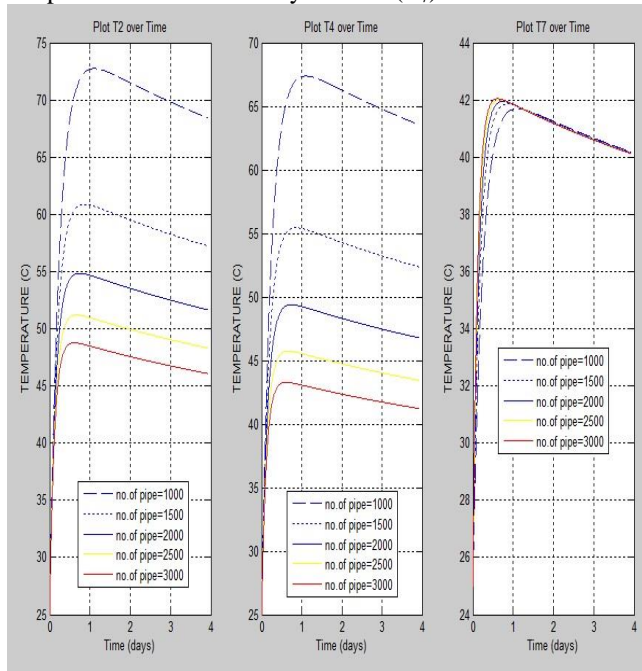 Plot T2 over Time
TEMPERATURE (C)
75
70
65
60
55
50
45
40
35
30
25
0
1
2
3
4
Time (days)
no.of pipe=1000
no.of pipe=1500
no.of pipe=2000
no.of pipe=2500
no.of pipe=3000
Plot T4 over Time
TEMPERATURE (C)
70
65
60
55
50
45
40
35
30
25
0
1
2
3
4
Time (days)
no.of pipe=1000
no.of pipe=1500
no.of pipe=2000
no.of pipe=2500
no.of pipe=3000
Plot T7 over Time
TEMPERATURE (C)
44
42
40
38
36
34
32
30
28
26
24
0
1
2
3
4
Time (days)
no.of pipe=1000
no.of pipe=1500
no.of pipe=2000
no.of pipe=2500
no.of pipe=3000